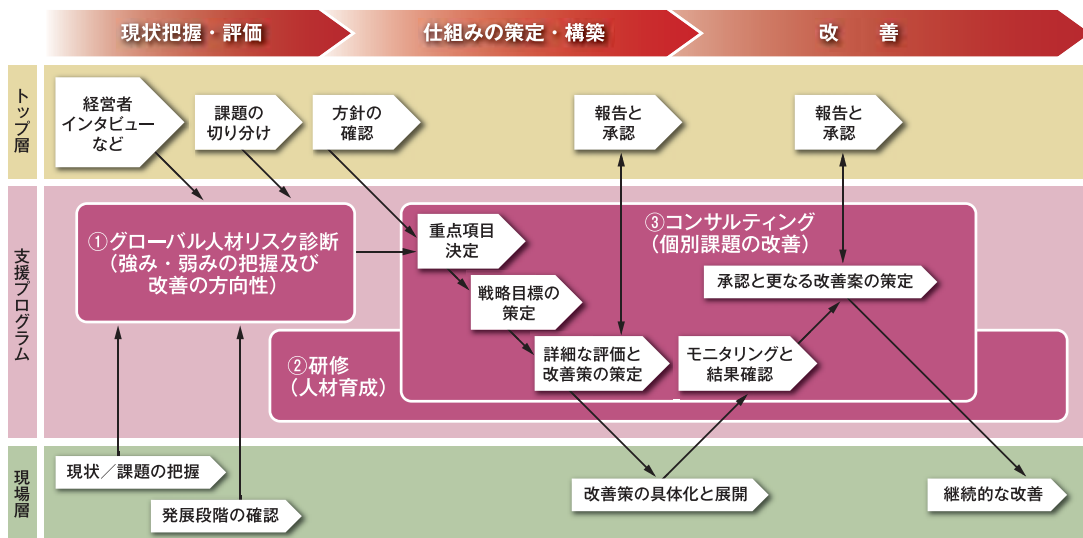 現状把握・評価
仕組みの策定・構築
改　善
トップ層
経営者
インタビュー
など
課題の
切り分け
方針の
確認
報告と
承認
報告と
承認
支援プログラム
①グローバル人材リスク診断
（強み・弱みの把握及び
改善の方向性）
重点項目
決定
戦略目標の
策定
詳細な評価と
改善策の策定
③コンサルティング
（個別課題の改善）
承認と更なる改善案の策定
モニタリングと
結果確認
②研修
（人材育成）
現場層
現状／課題の把握
発展段階の確認
改善策の具体化と展開
継続的な改善